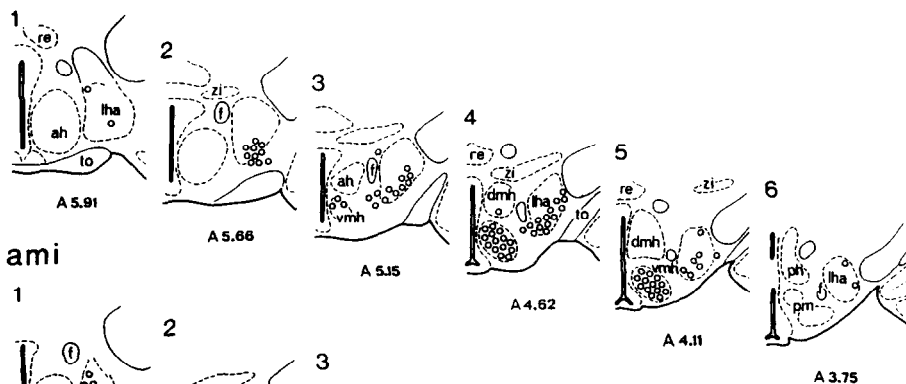 1
re
ah
lha
to
A 5.91
2
zi
f
A 5.66
3
ah
f
vmh
A 5.15
4
re
zi
dmh
lha
to
A 4.62
5
re
zi
dmh
vmh
A 4.11
6
ph
lha
f
pm
A 3.75
ami
1
f
2
3